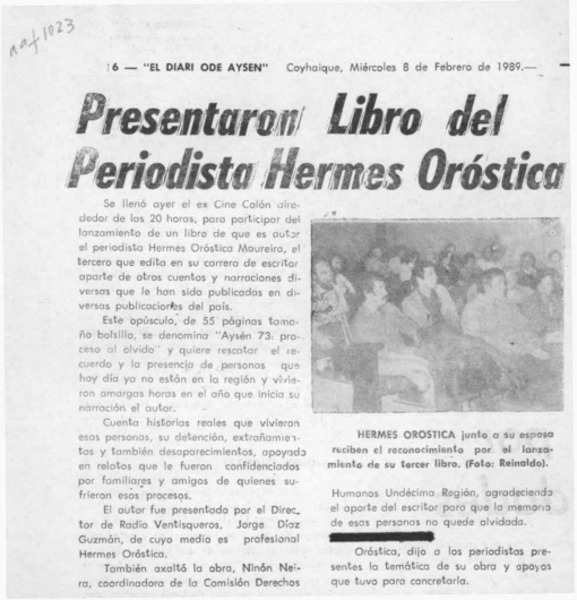 aaf1023
6 — "EL DIARI ODE AYSEN" Coyhaique, Miércoles 8 de Febrero de 1989.—
Presentaron Libro del
Periodista Hermes Oróstica
Se llenó ayer el ex Cine Colón alre-
dedor de las 20 horas, para participar del
lanzamiento de un libro de que es autor
el periodista Hermes Oróstica Maureira, el
tercero que edita en su carrera de escritor
aparte de otros cuentos y narraciones di-
versas que le han sido publicadas en di-
versas publicaciones del país.
Este opúsculo, de 55 páginas tama-
ño bolsillo, se denomina "Aysén 73: pro-
ceso al olvido" y quiere rescatar el re-
cuerdo y la presencia de personas que
hoy día ya no están en la región y vivie-
ron amargas horas en el año que inicia su
narración el autor.
Cuenta historias reales que vivieron
esas personas, su detención, extrañamien-
tos y también desaparecimientos, apoyado
en relatos que le fueron confidenciados
por familiares y amigos de quienes su-
frieron esos procesos.
El autor fue presentado por el Direc-
tor de Radio Ventisqueros, Jorge Díaz
Guzmán, de cuyo medio es profesional
Hermes Oróstica.
También exaltó la obra, Ninón Nei-
ra, coordinadora de la Comisión Derechos
HERMES OROSTICA junto a su esposa
reciben el reconocimiento por el lanza-
miento de su tercer libro. (Foto: Reinaldo).
Humanos Undécima Región, agradeciendo
el aporte del escritor para que la memoria
de esas personas no quede olvidada.
Oróstica, dijo a los periodistas pre-
sentes la temática de su obra y apoyos
que tuvo para concretarla.